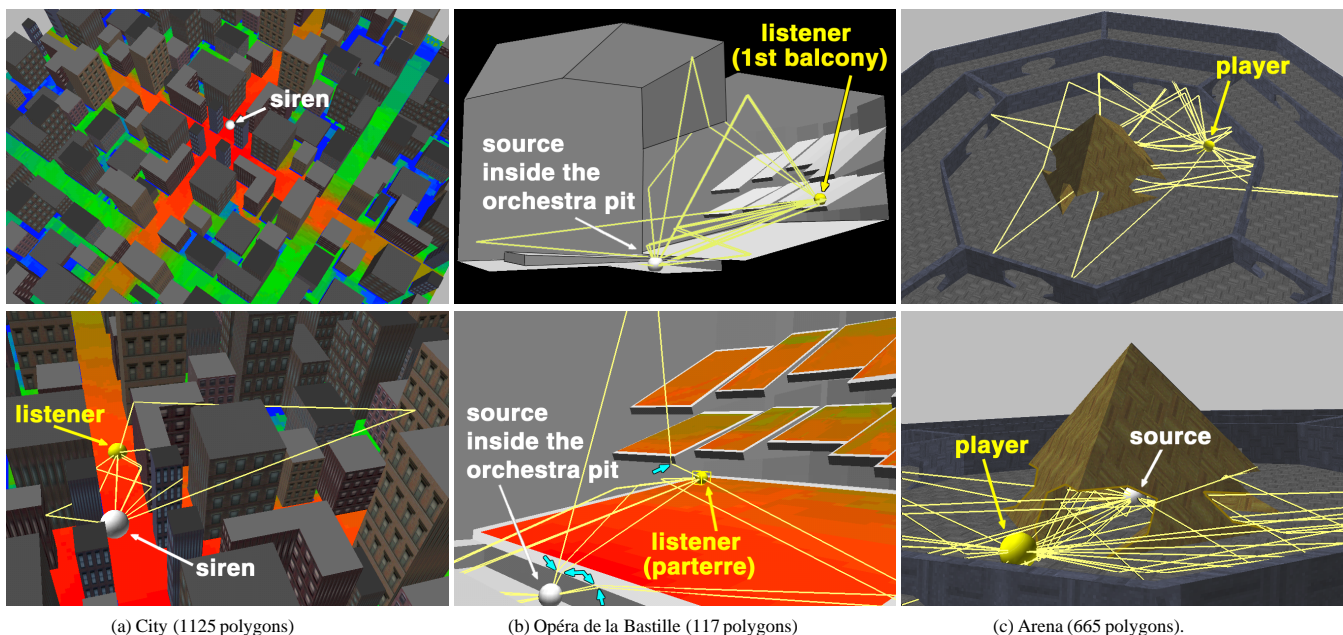 siren
source
inside the
orchestra pit
listener
(1st balcony)
player
listener
siren
source
inside the
orchestra pit
listener
(parterre)
player
source
(a) City (1125 polygons)
(b) Opéra de la Bastille (117 polygons)
(c) Arena (665 polygons).